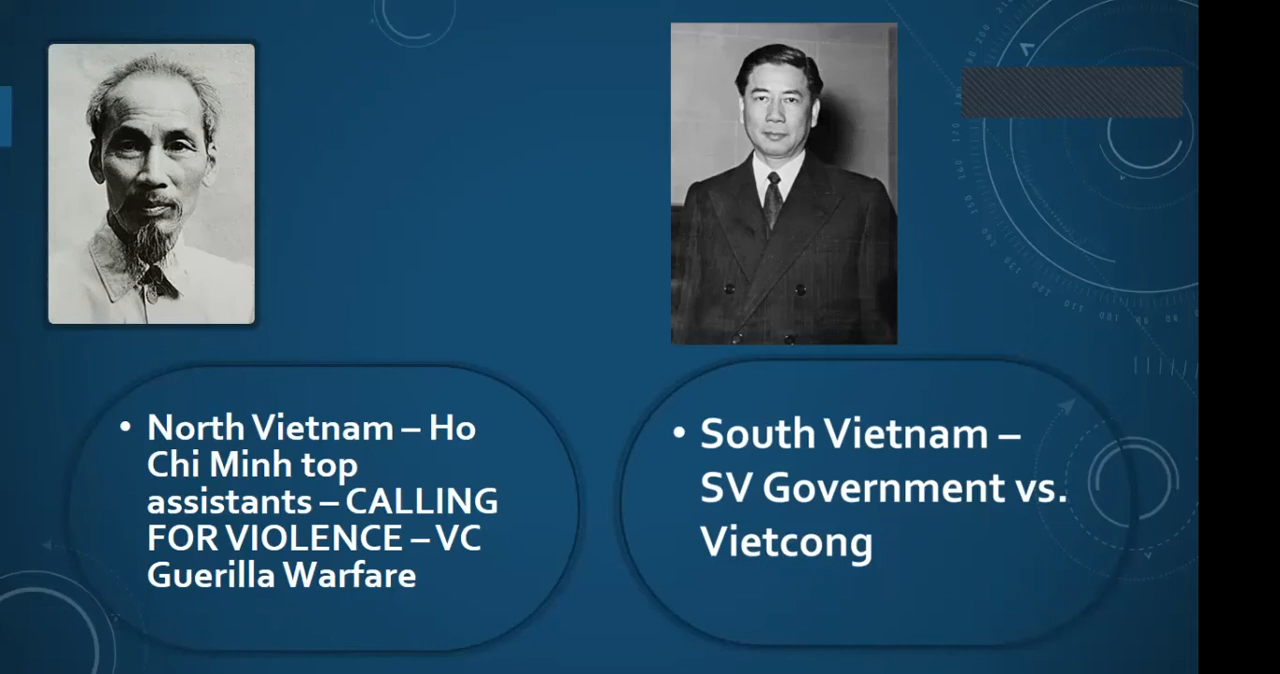 • North Vietnam – Ho
Chi Minh top
assistants – CALLING
FOR VIOLENCE – VC
Guerilla Warfare
• South Vietnam –
SV Government vs.
Vietcong